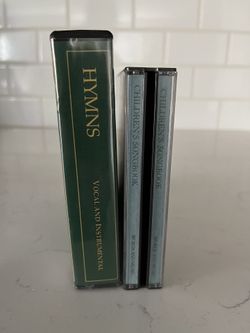 HYMNS
VOCAL AND INSTRUMENTAL
CHILDREN'S SONGBOOK
CHILDREN'S SONGBOOK